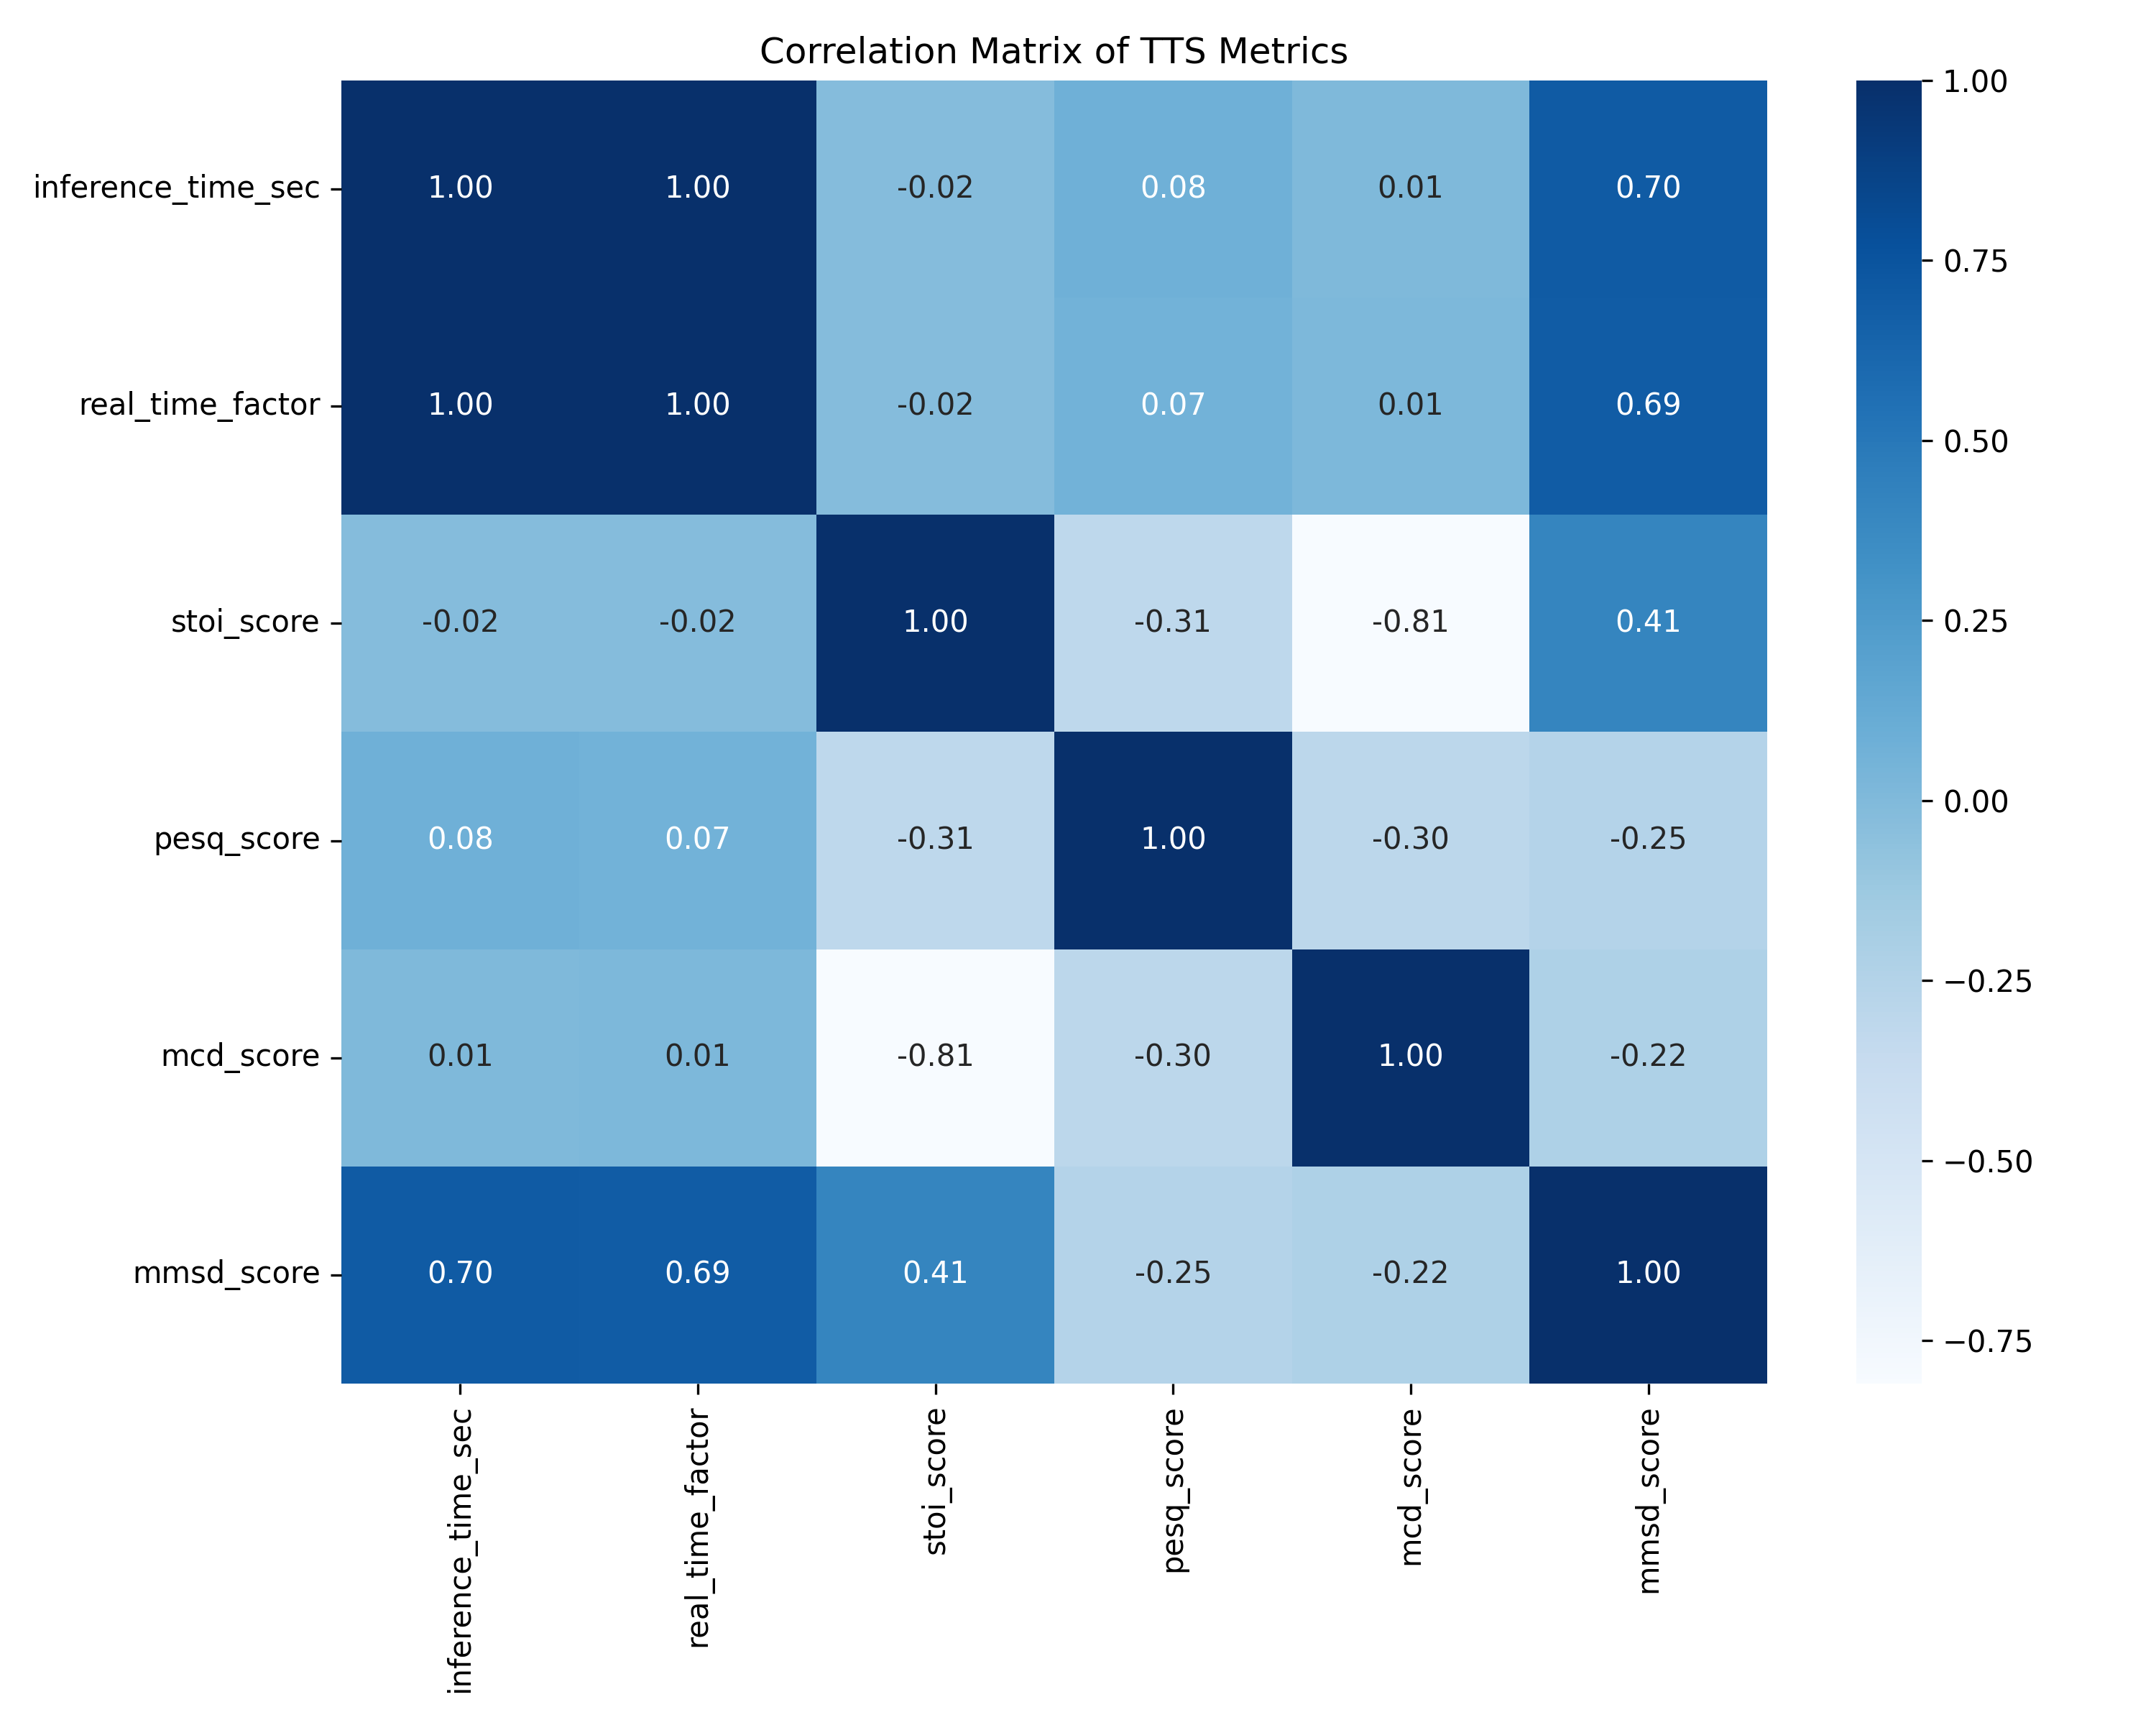 Correlation Matrix of TTS Metrics
inference_time_sec 1.00 1.00 -0.02 0.08 0.01 0.70
real_time_factor 1.00 1.00 -0.02 0.07 0.01 0.69
stoi_score -0.02 -0.02 1.00 -0.31 -0.81 0.41
pesq_score 0.08 0.07 -0.31 1.00 -0.30 -0.25
mcd_score 0.01 0.01 -0.81 -0.30 1.00 -0.22
mmsd_score 0.70 0.69 0.41 -0.25 -0.22 1.00
inference_time_sec
real_time_factor
stoi_score
pesq_score
mcd_score
mmsd_score
1.00
0.75
0.50
0.25
0.00
−0.25
−0.50
−0.75